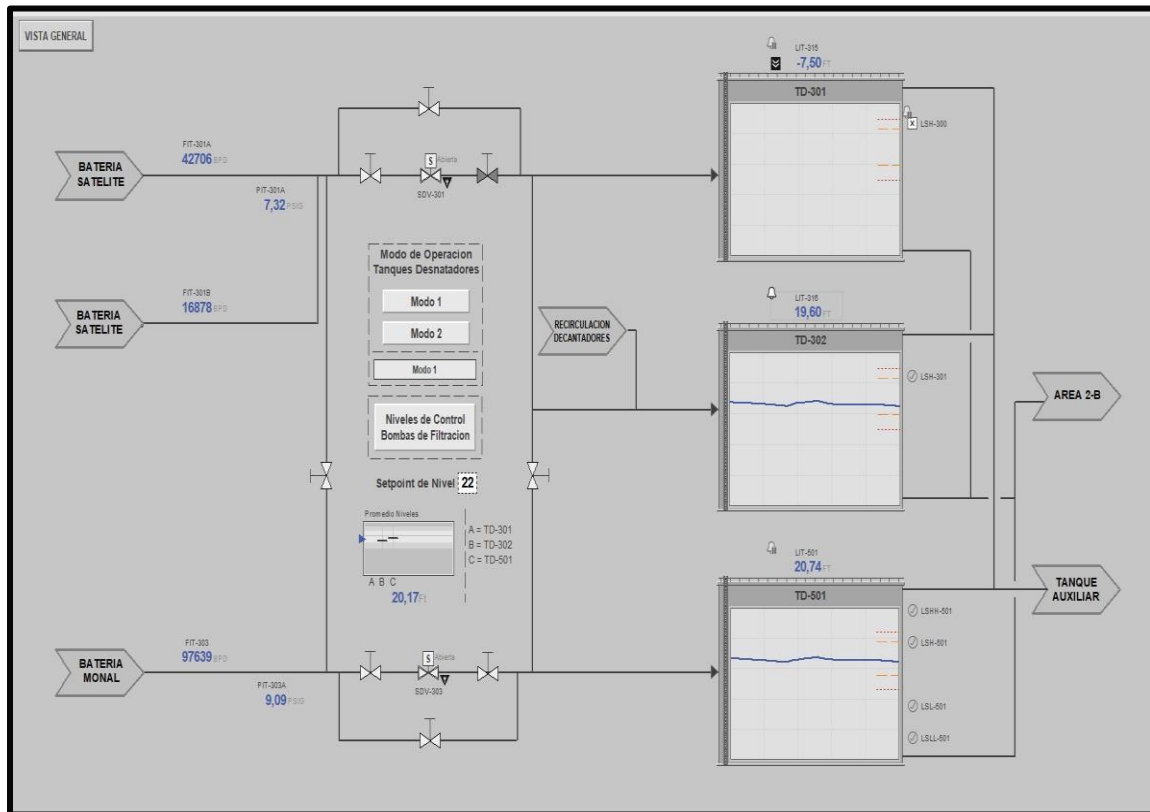 VISTA GENERAL
LIT-315
-7,50 FT
TD-301
LSH-300
FIT-301A
42706 BPD
BATERIA
SATELITE
PIT-301A
7,32 PSIG
S
Abierta
SDV-301
Modo de Operacion
Tanques Desnatadores
Modo 1
Modo 2
Modo 1
FIT-301B
16878 BPD
BATERIA
SATELITE
RECIRCULACION
DECANTADORES
LIT-316
19,60 FT
TD-302
LSH-301
AREA 2-B
Niveles de Control
Bombas de Filtracion
Setpoint de Nivel 22
Promedio Niveles
A = TD-301
B = TD-302
C = TD-501
A B C
20,17 Ft
LIT-501
20,74 FT
TD-501
LSHH-501
LSH-501
LSL-501
LSLL-501
TANQUE
AUXILIAR
FIT-303
97639 BPD
BATERIA
MONAL
PIT-303A
9,09 PSIG
S
Abierta
SDV-303